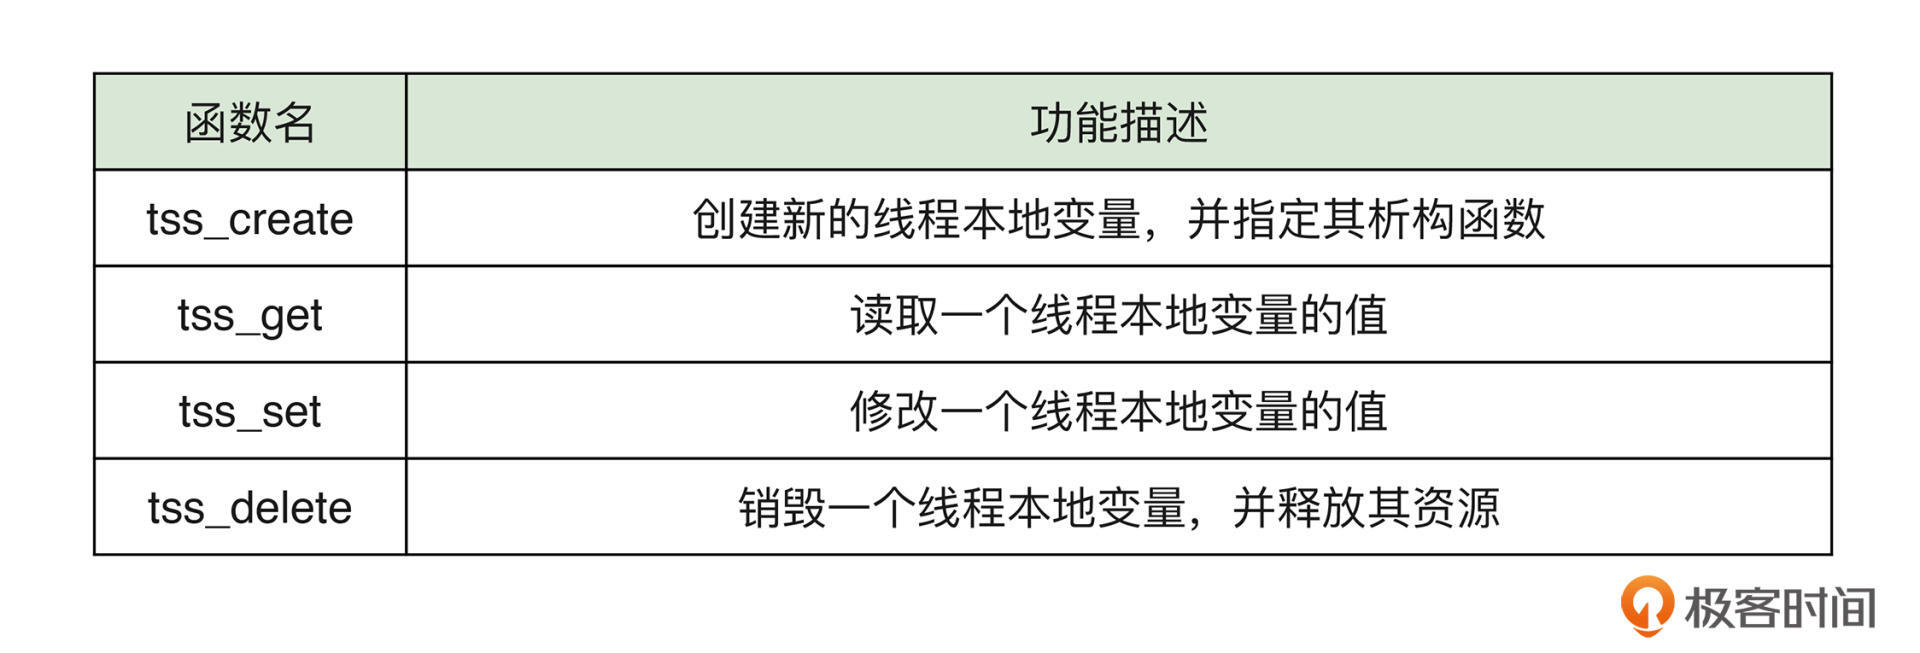 函数名 功能描述
tss_create 创建新的线程本地变量，并指定其析构函数
tss_get 读取一个线程本地变量的值
tss_set 修改一个线程本地变量的值
tss_delete 销毁一个线程本地变量，并释放其资源
极客时间